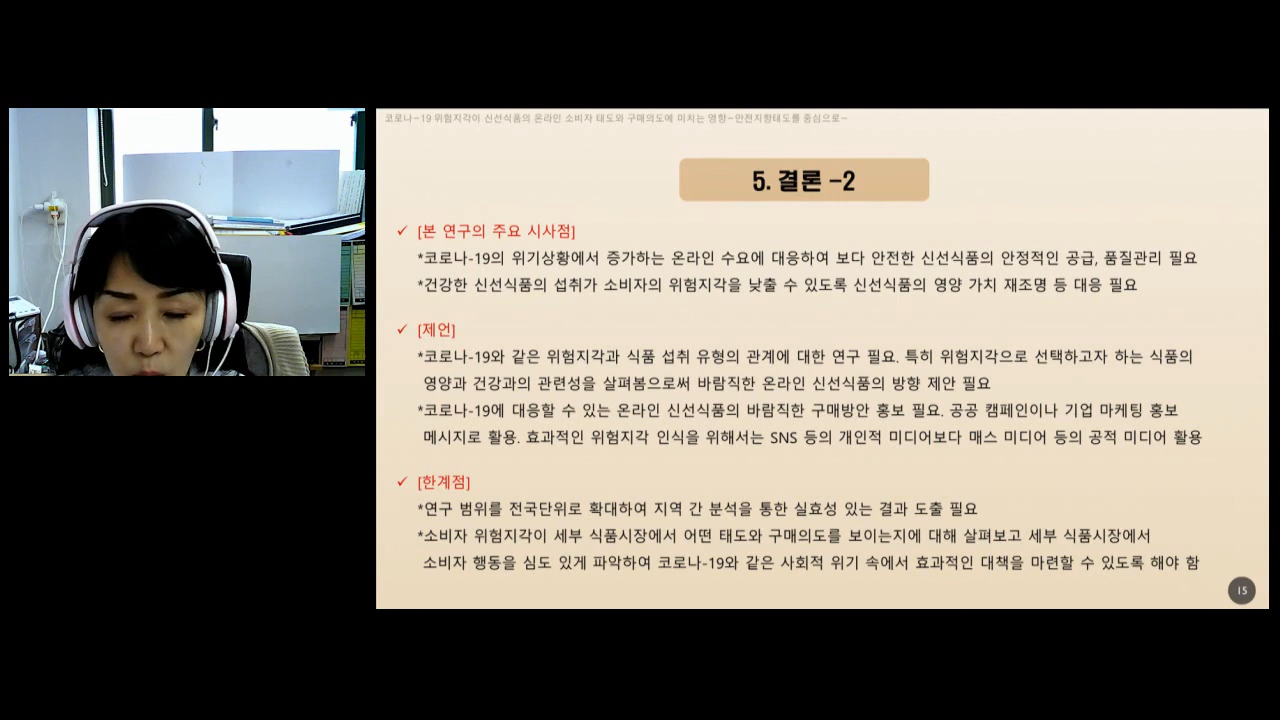 코로나-19 위험지각이 신선식품의 온라인 소비자 태도와 구매의도에 미치는 영향-안전지향태도를 중심으로-
5. 결론 -2
✓ [본 연구의 주요 시사점]
*코로나-19의 위기상황에서 증가하는 온라인 수요에 대응하여 보다 안전한 신선식품의 안정적인 공급, 품질관리 필요
*건강한 신선식품의 섭취가 소비자의 위험지각을 낮출 수 있도록 신선식품의 영양 가치 재조명 등 대응 필요
✓ [제언]
*코로나-19와 같은 위험지각과 식품 섭취 유형의 관계에 대한 연구 필요. 특히 위험지각으로 선택하고자 하는 식품의
영양과 건강과의 관련성을 살펴봄으로써 바람직한 온라인 신선식품의 방향 제안 필요
*코로나-19에 대응할 수 있는 온라인 신선식품의 바람직한 구매방안 홍보 필요. 공공 캠페인이나 기업 마케팅 홍보
메시지로 활용. 효과적인 위험지각 인식을 위해서는 SNS 등의 개인적 미디어보다 매스 미디어 등의 공적 미디어 활용
✓ [한계점]
*연구 범위를 전국단위로 확대하여 지역 간 분석을 통한 실효성 있는 결과 도출 필요
*소비자 위험지각이 세부 식품시장에서 어떤 태도와 구매의도를 보이는지에 대해 살펴보고 세부 식품시장에서
소비자 행동을 심도 있게 파악하여 코로나-19와 같은 사회적 위기 속에서 효과적인 대책을 마련할 수 있도록 해야 함
15